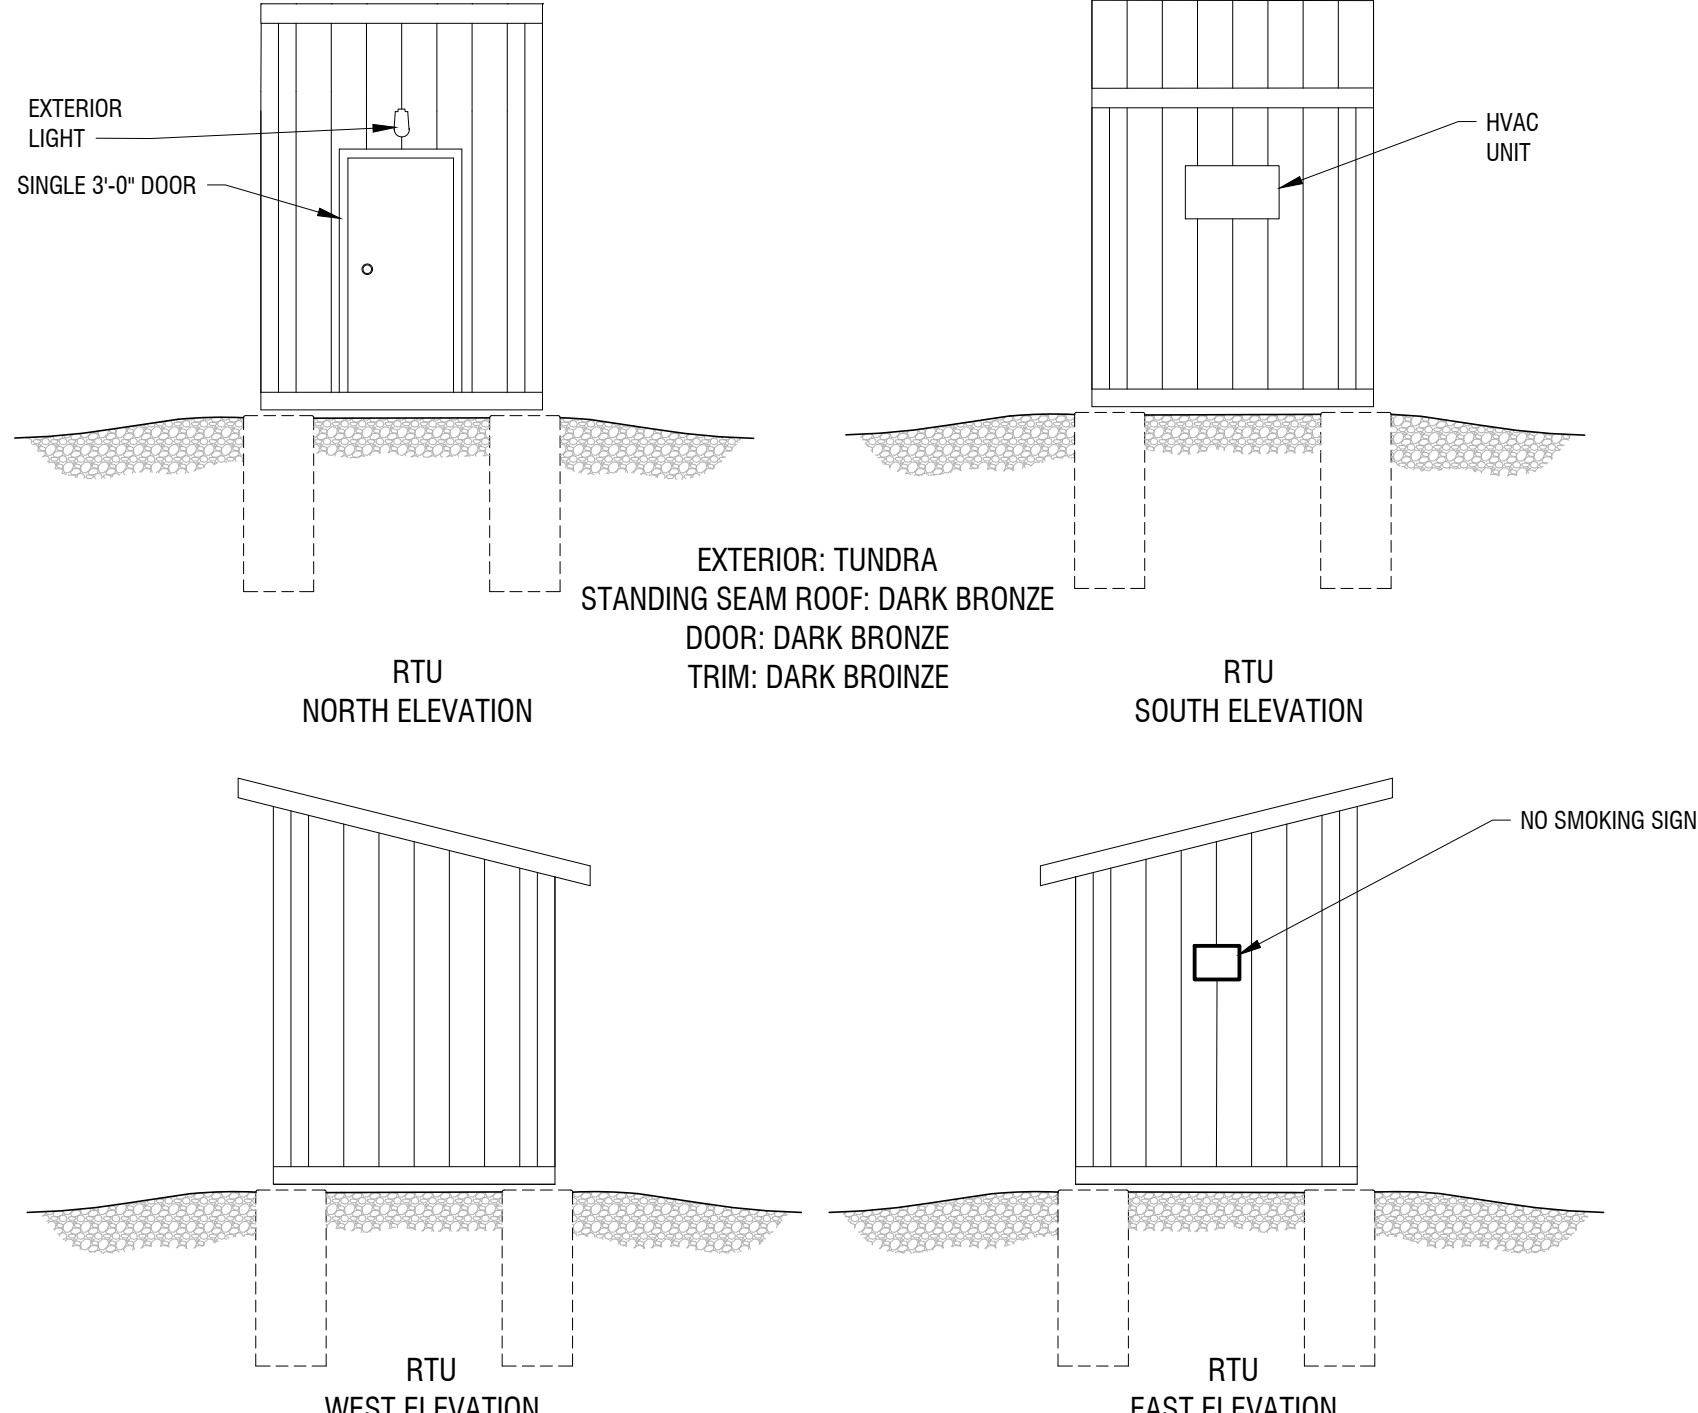 EXTERIOR
LIGHT
SINGLE 3'-0" DOOR
HVAC
UNIT
EXTERIOR: TUNDRA
STANDING SEAM ROOF: DARK BRONZE
DOOR: DARK BRONZE
TRIM: DARK BROINZE
RTU
NORTH ELEVATION
RTU
SOUTH ELEVATION
NO SMOKING SIGN
RTU
WEST ELEVATION
RTU
EAST ELEVATION